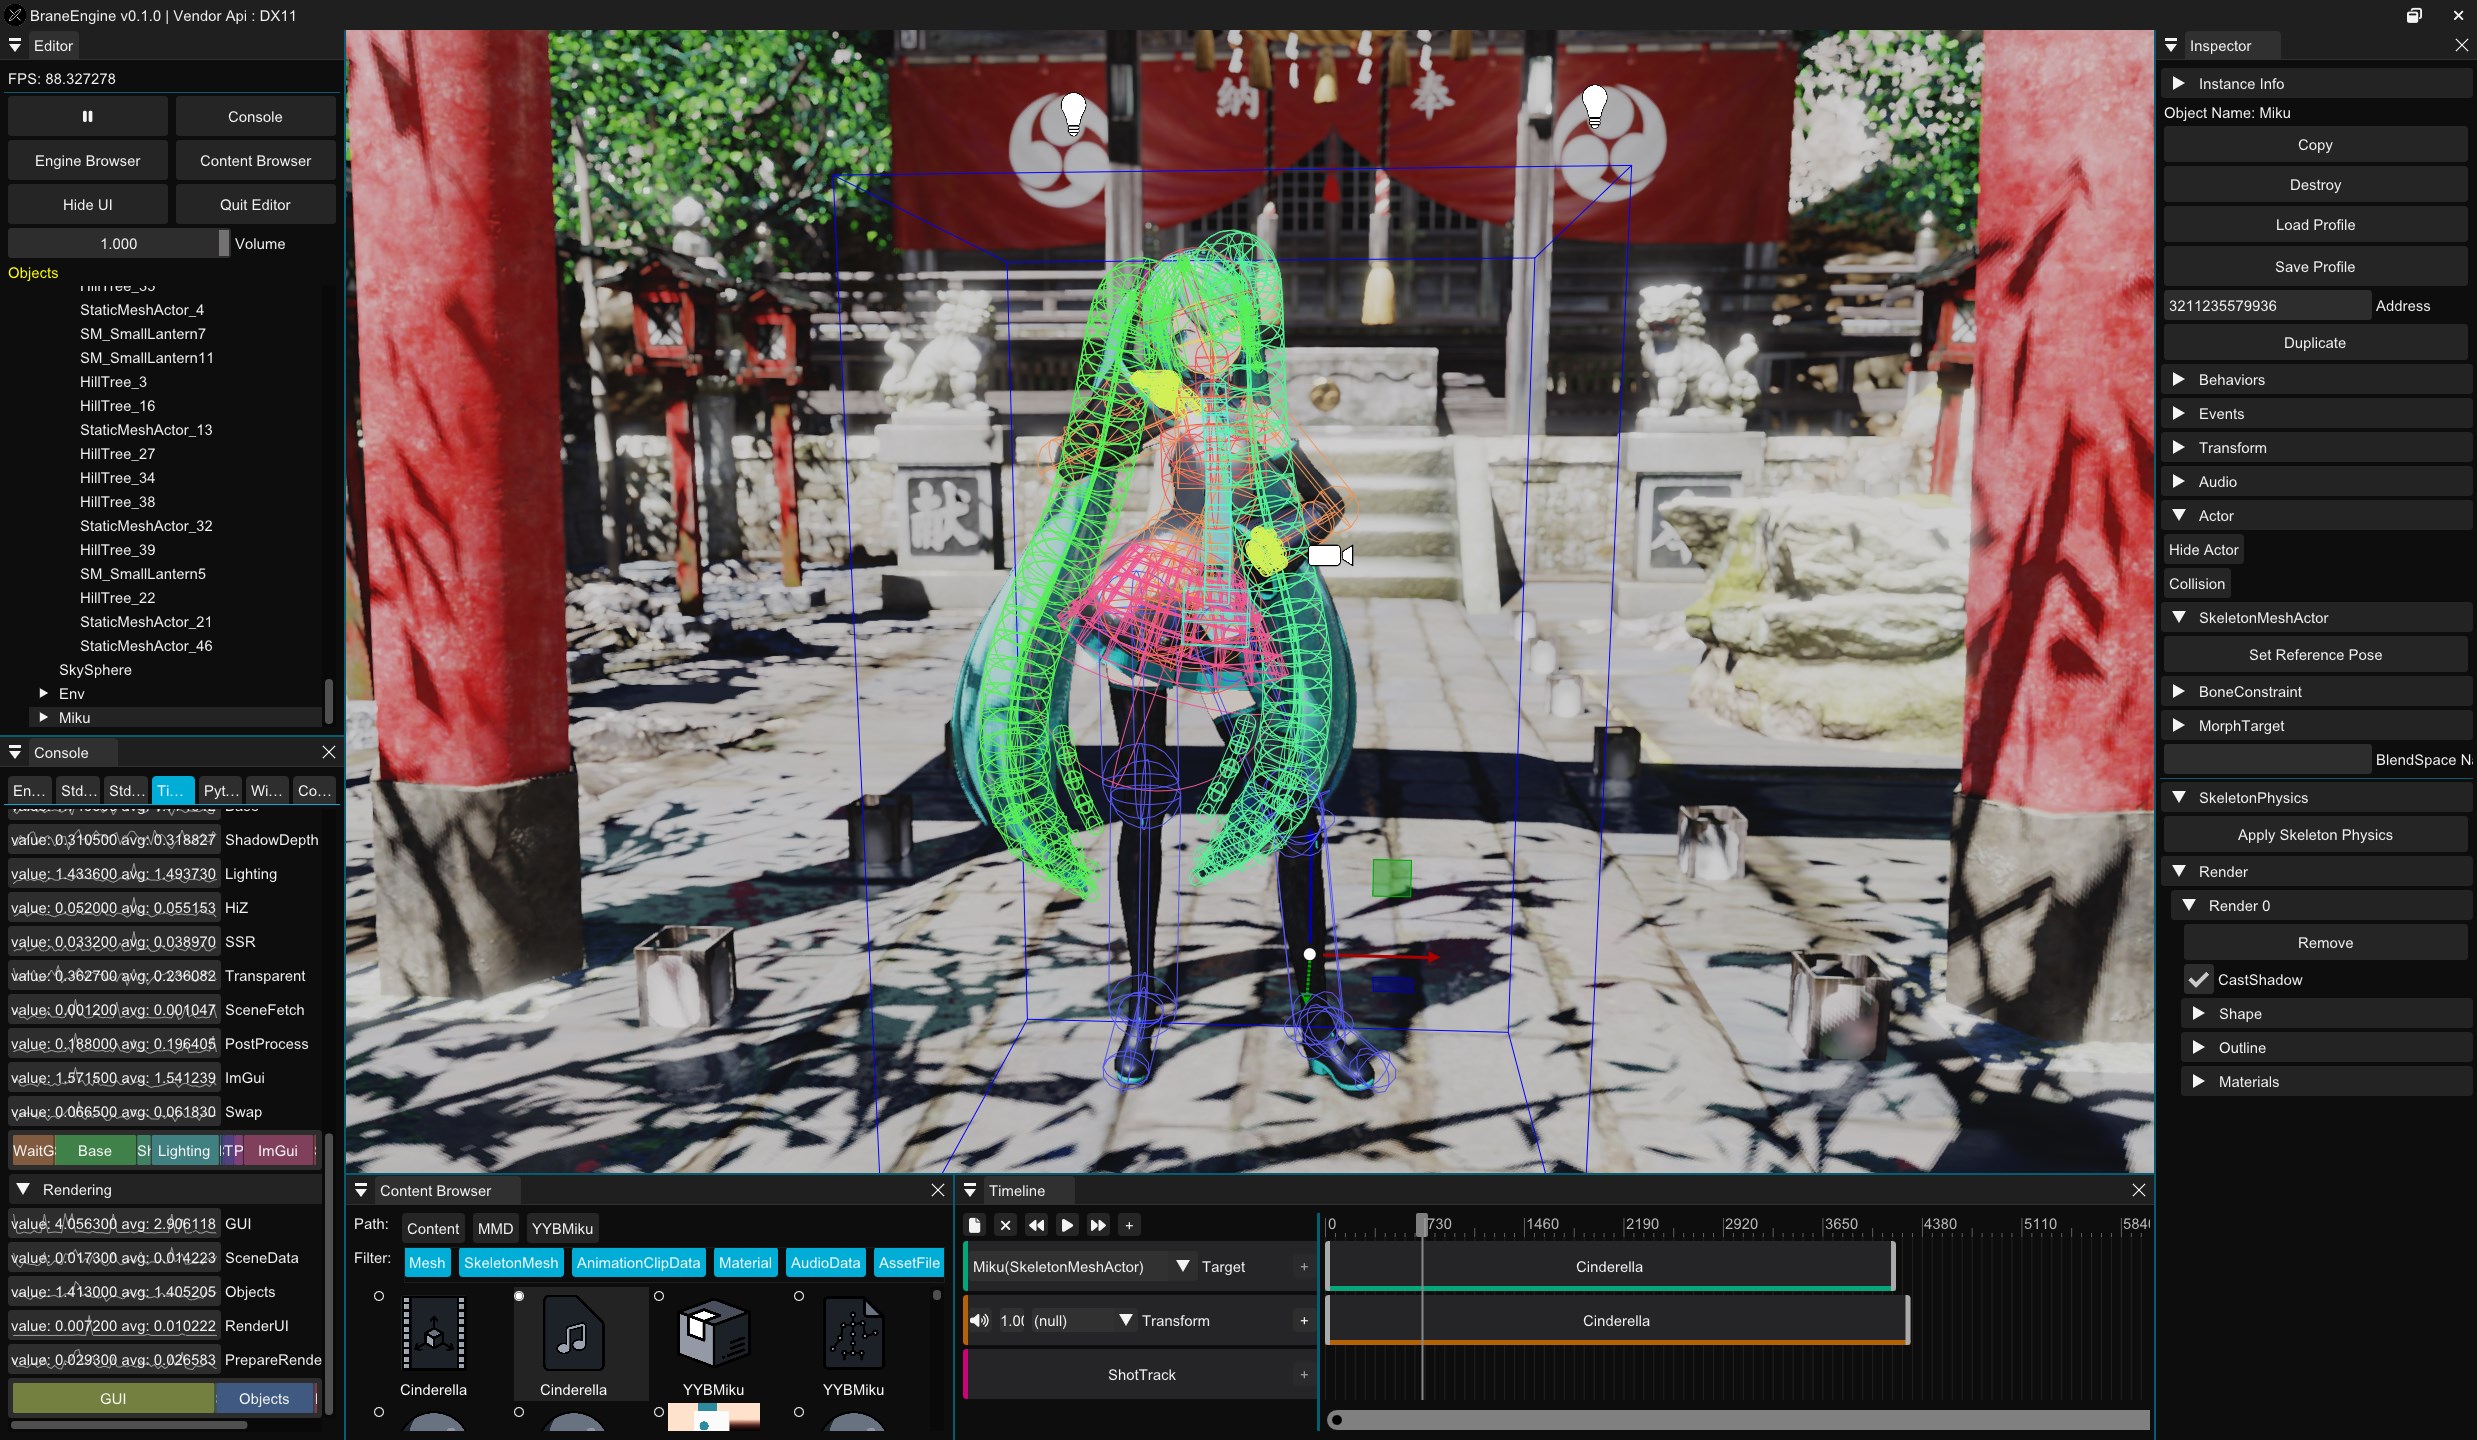 BraneEngine v0.1.0 | Vendor Api : DX11
Editor
FPS: 88.327278
Console
Engine Browser
Content Browser
Hide UI
Quit Editor
1.000
Volume
Objects
HillTree_35
StaticMeshActor_4
SM_SmallLantern7
SM_SmallLantern11
HillTree_3
HillTree_16
StaticMeshActor_13
HillTree_27
HillTree_34
HillTree_38
StaticMeshActor_32
HillTree_39
SM_SmallLantern5
HillTree_22
StaticMeshActor_21
StaticMeshActor_46
SkySphere
Env
Miku
Console
En...
Std...
Std...
Ti...
Pyt...
Wi...
Co...
value: 0.310500 avg: 0.318827 ShadowDepth
value: 1.433600 avg: 1.493730 Lighting
value: 0.052000 avg: 0.055153 HiZ
value: 0.033200 avg: 0.038970 SSR
value: 0.362700 avg: 0.236082 Transparent
value: 0.001200 avg: 0.001047 SceneFetch
value: 0.188000 avg: 0.196405 PostProcess
value: 1.571500 avg: 1.541239 ImGui
value: 0.066500 avg: 0.061830 Swap
WaitG
Base
Sh
Lighting
TP
ImGui
Rendering
value: 4.056300 avg: 2.906118 GUI
value: 0.017300 avg: 0.014223 SceneData
value: 1.413000 avg: 1.405205 Objects
value: 0.007200 avg: 0.010222 RenderUI
value: 0.029300 avg: 0.026583 PrepareRende
GUI
Objects
納
奉
献
Content Browser
Path:
Content
MMD
YYBMiku
Filter:
Mesh
SkeletonMesh
AnimationClipData
Material
AudioData
AssetFile
Cinderella
Cinderella
YYBMiku
YYBMiku
Timeline
0
730
1460
2190
2920
3650
4380
5110
584
Miku(SkeletonMeshActor)
Target
+
Cinderella
1.0
(null)
Transform
+
Cinderella
ShotTrack
+
Inspector
Instance Info
Object Name: Miku
Copy
Destroy
Load Profile
Save Profile
3211235579936
Address
Duplicate
Behaviors
Events
Transform
Audio
Actor
Hide Actor
Collision
SkeletonMeshActor
Set Reference Pose
BoneConstraint
MorphTarget
BlendSpace N
SkeletonPhysics
Apply Skeleton Physics
Render
Render 0
Remove
CastShadow
Shape
Outline
Materials